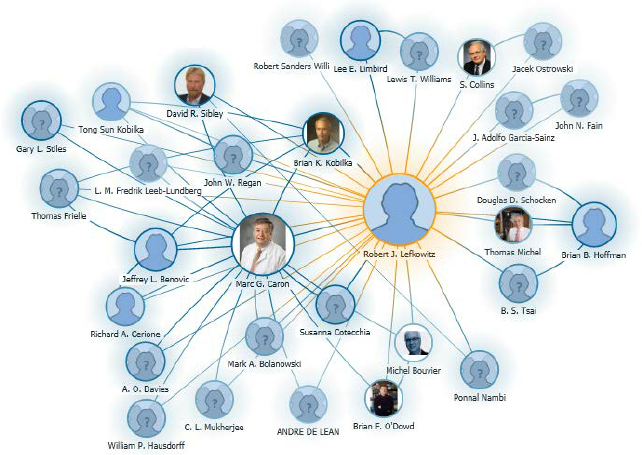 Robert Sanders Willi
Lee E. Limbird
Lewis T. Williams
S. Collins
Jacek Ostrowski
David R. Sibley
Tong Sun Kobilka
Gary L. Stiles
Brian K. Kobilka
J. Adolfo Garcia-Sainz
John N. Fain
John W. Regan
L. M. Fredrik Leeb-Lundberg
Thomas Frielle
Douglas D. Schocken
Robert J. Lefkowitz
Thomas Michel
Brian B. Hoffman
Jeffrey L. Benovic
Marc G. Caron
B. S. Tsai
Richard A. Cerione
Susanna Cotecchia
Mark A. Bolanowski
Michel Bouvier
A. O. Davies
Ponnal Nambi
C. L. Mukherjee
ANDRE DE LEAN
Brian F. O'Dowd
William P. Hausdorff